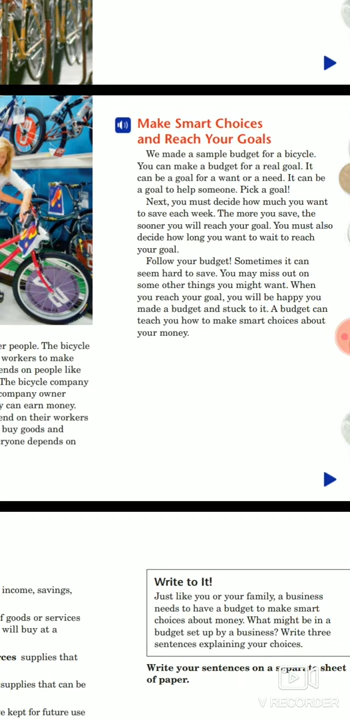 Make Smart Choices
and Reach Your Goals
We made a sample budget for a bicycle.
You can make a budget for a real goal. It
can be a goal for a want or a need. It can be
a goal to help someone. Pick a goal!
Next, you must decide how much you want
to save each week. The more you save, the
sooner you will reach your goal. You must also
decide how long you want to wait to reach
your goal.
Follow your budget! Sometimes it can
seem hard to save. You may miss out on
some other things you might want. When
you reach your goal, you will be happy you
made a budget and stuck to it. A budget can
teach you how to make smart choices about
your money.
er people. The bicycle
workers to make
ends on people like
The bicycle company
company owner
y can earn money.
end on their workers
buy goods and
eryone depends on
income, savings,
f goods or services
will buy at a
rces supplies that
supplies that can be
e kept for future use
Write to It!
Just like you or your family, a business
needs to have a budget to make smart
choices about money. What might be in a
budget set up by a business? Write three
sentences explaining your choices.
Write your sentences on a separate sheet
of paper.
V RECORDER